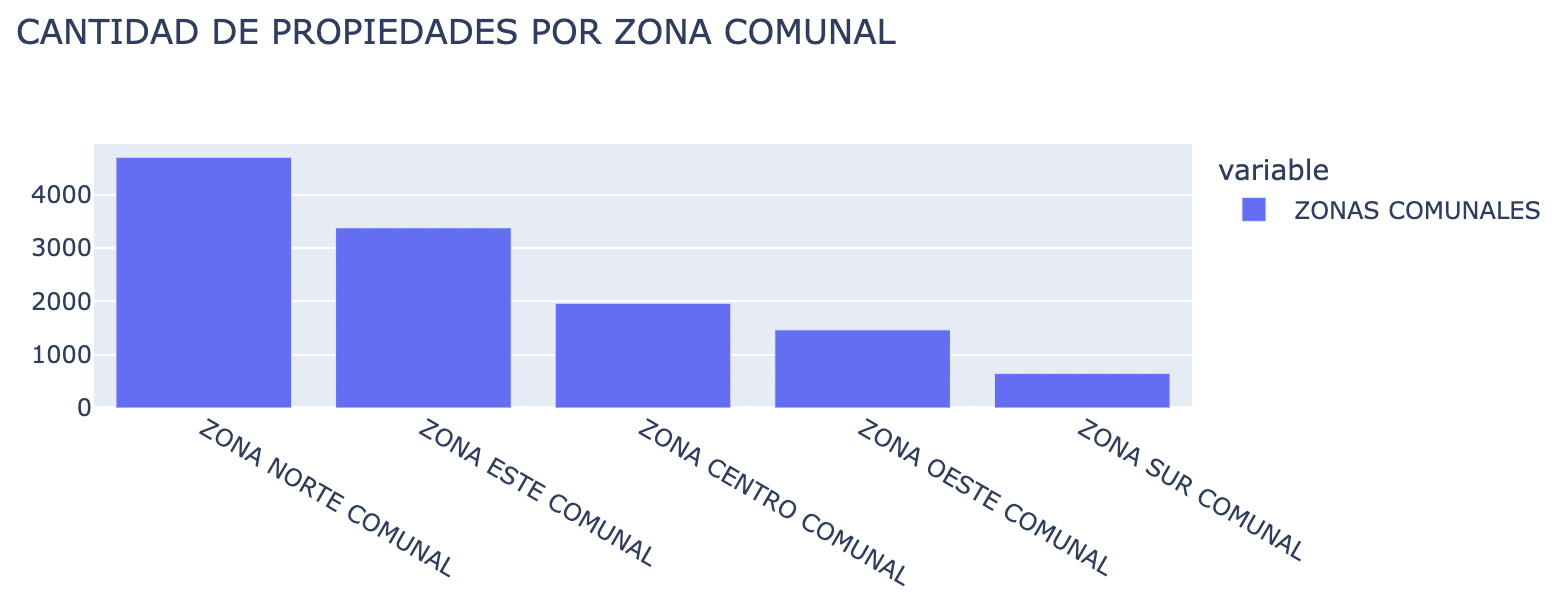 CANTIDAD DE PROPIEDADES POR ZONA COMUNAL
variable
ZONAS COMUNALES
4000
3000
2000
1000
0
ZONA NORTE COMUNAL
ZONA ESTE COMUNAL
ZONA CENTRO COMUNAL
ZONA OESTE COMUNAL
ZONA SUR COMUNAL